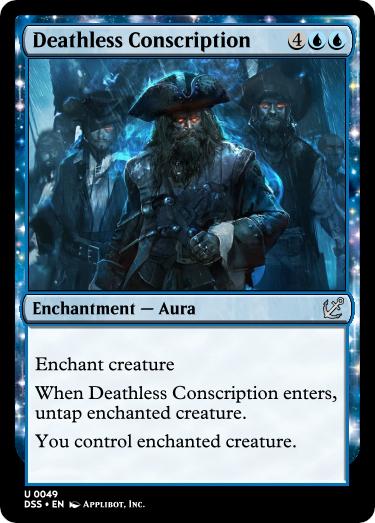 Deathless Conscription 4
Enchantment — Aura
Enchant creature
When Deathless Conscription enters,
untap enchanted creature.
You control enchanted creature.
U 0049
DSS • EN Applibot, Inc.